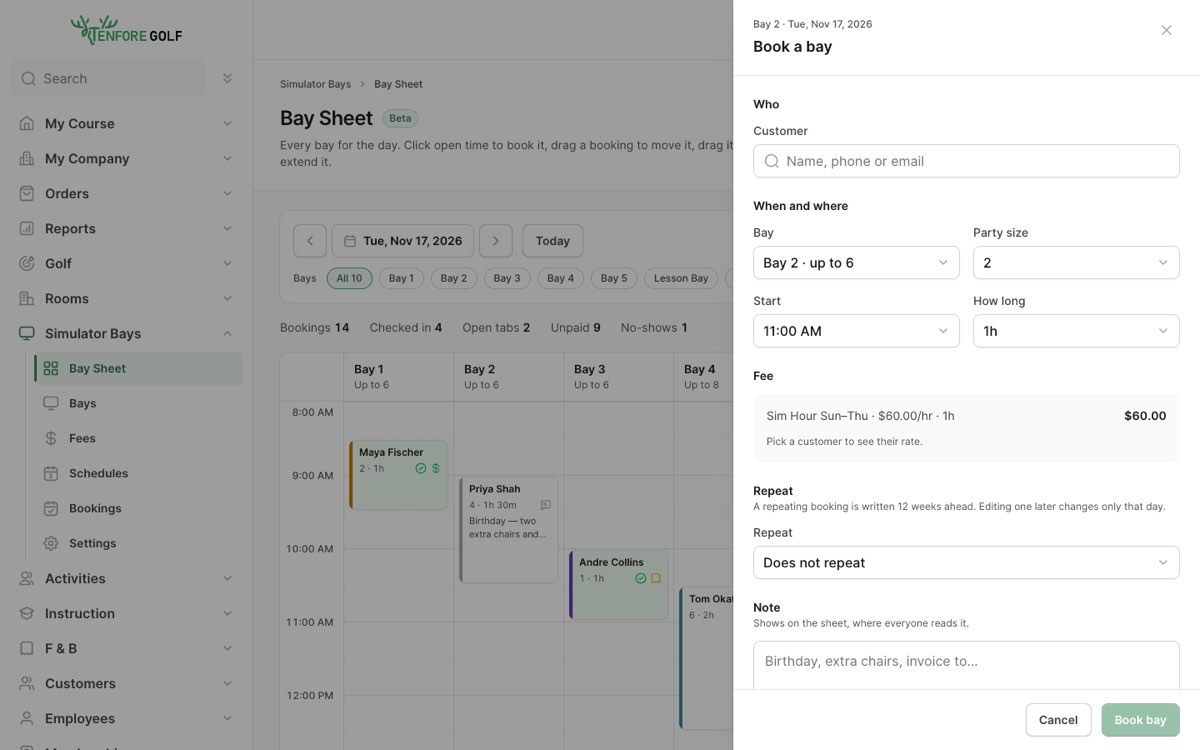 TENFORE GOLF
Search
My Course
My Company
Orders
Reports
Golf
Rooms
Simulator Bays
Bay Sheet
Bays
Fees
Schedules
Bookings
Settings
Activities
Instruction
F & B
Customers
Employees
Simulator Bays > Bay Sheet
Bay Sheet Beta
Every bay for the day. Click open time to book it, drag a booking to move it, drag it
extend it.
Tue, Nov 17, 2026 Today
Bays All 10 Bay 1 Bay 2 Bay 3 Bay 4 Bay 5 Lesson Bay
Bookings 14 Checked in 4 Open tabs 2 Unpaid 9 No-shows 1
Bay 1 Bay 2 Bay 3 Bay 4
Up to 6 Up to 6 Up to 6 Up to 8
8:00 AM
9:00 AM
10:00 AM
11:00 AM
12:00 PM
Maya Fischer
2 · 1h $
Priya Shah
4 · 1h 30m
Birthday — two
extra chairs and…
Andre Collins
1 · 1h
Tom
6 · 2h
Bay 2 · Tue, Nov 17, 2026
Book a bay
Who
Customer
Name, phone or email
When and where
Bay Party size
Bay 2 · up to 6 2
Start How long
11:00 AM 1h
Fee
Sim Hour Sun–Thu · $60.00/hr · 1h $60.00
Pick a customer to see their rate.
Repeat
A repeating booking is written 12 weeks ahead. Editing one later changes only that day.
Repeat
Does not repeat
Note
Shows on the sheet, where everyone reads it.
Birthday, extra chairs, invoice to…
Cancel Book bay